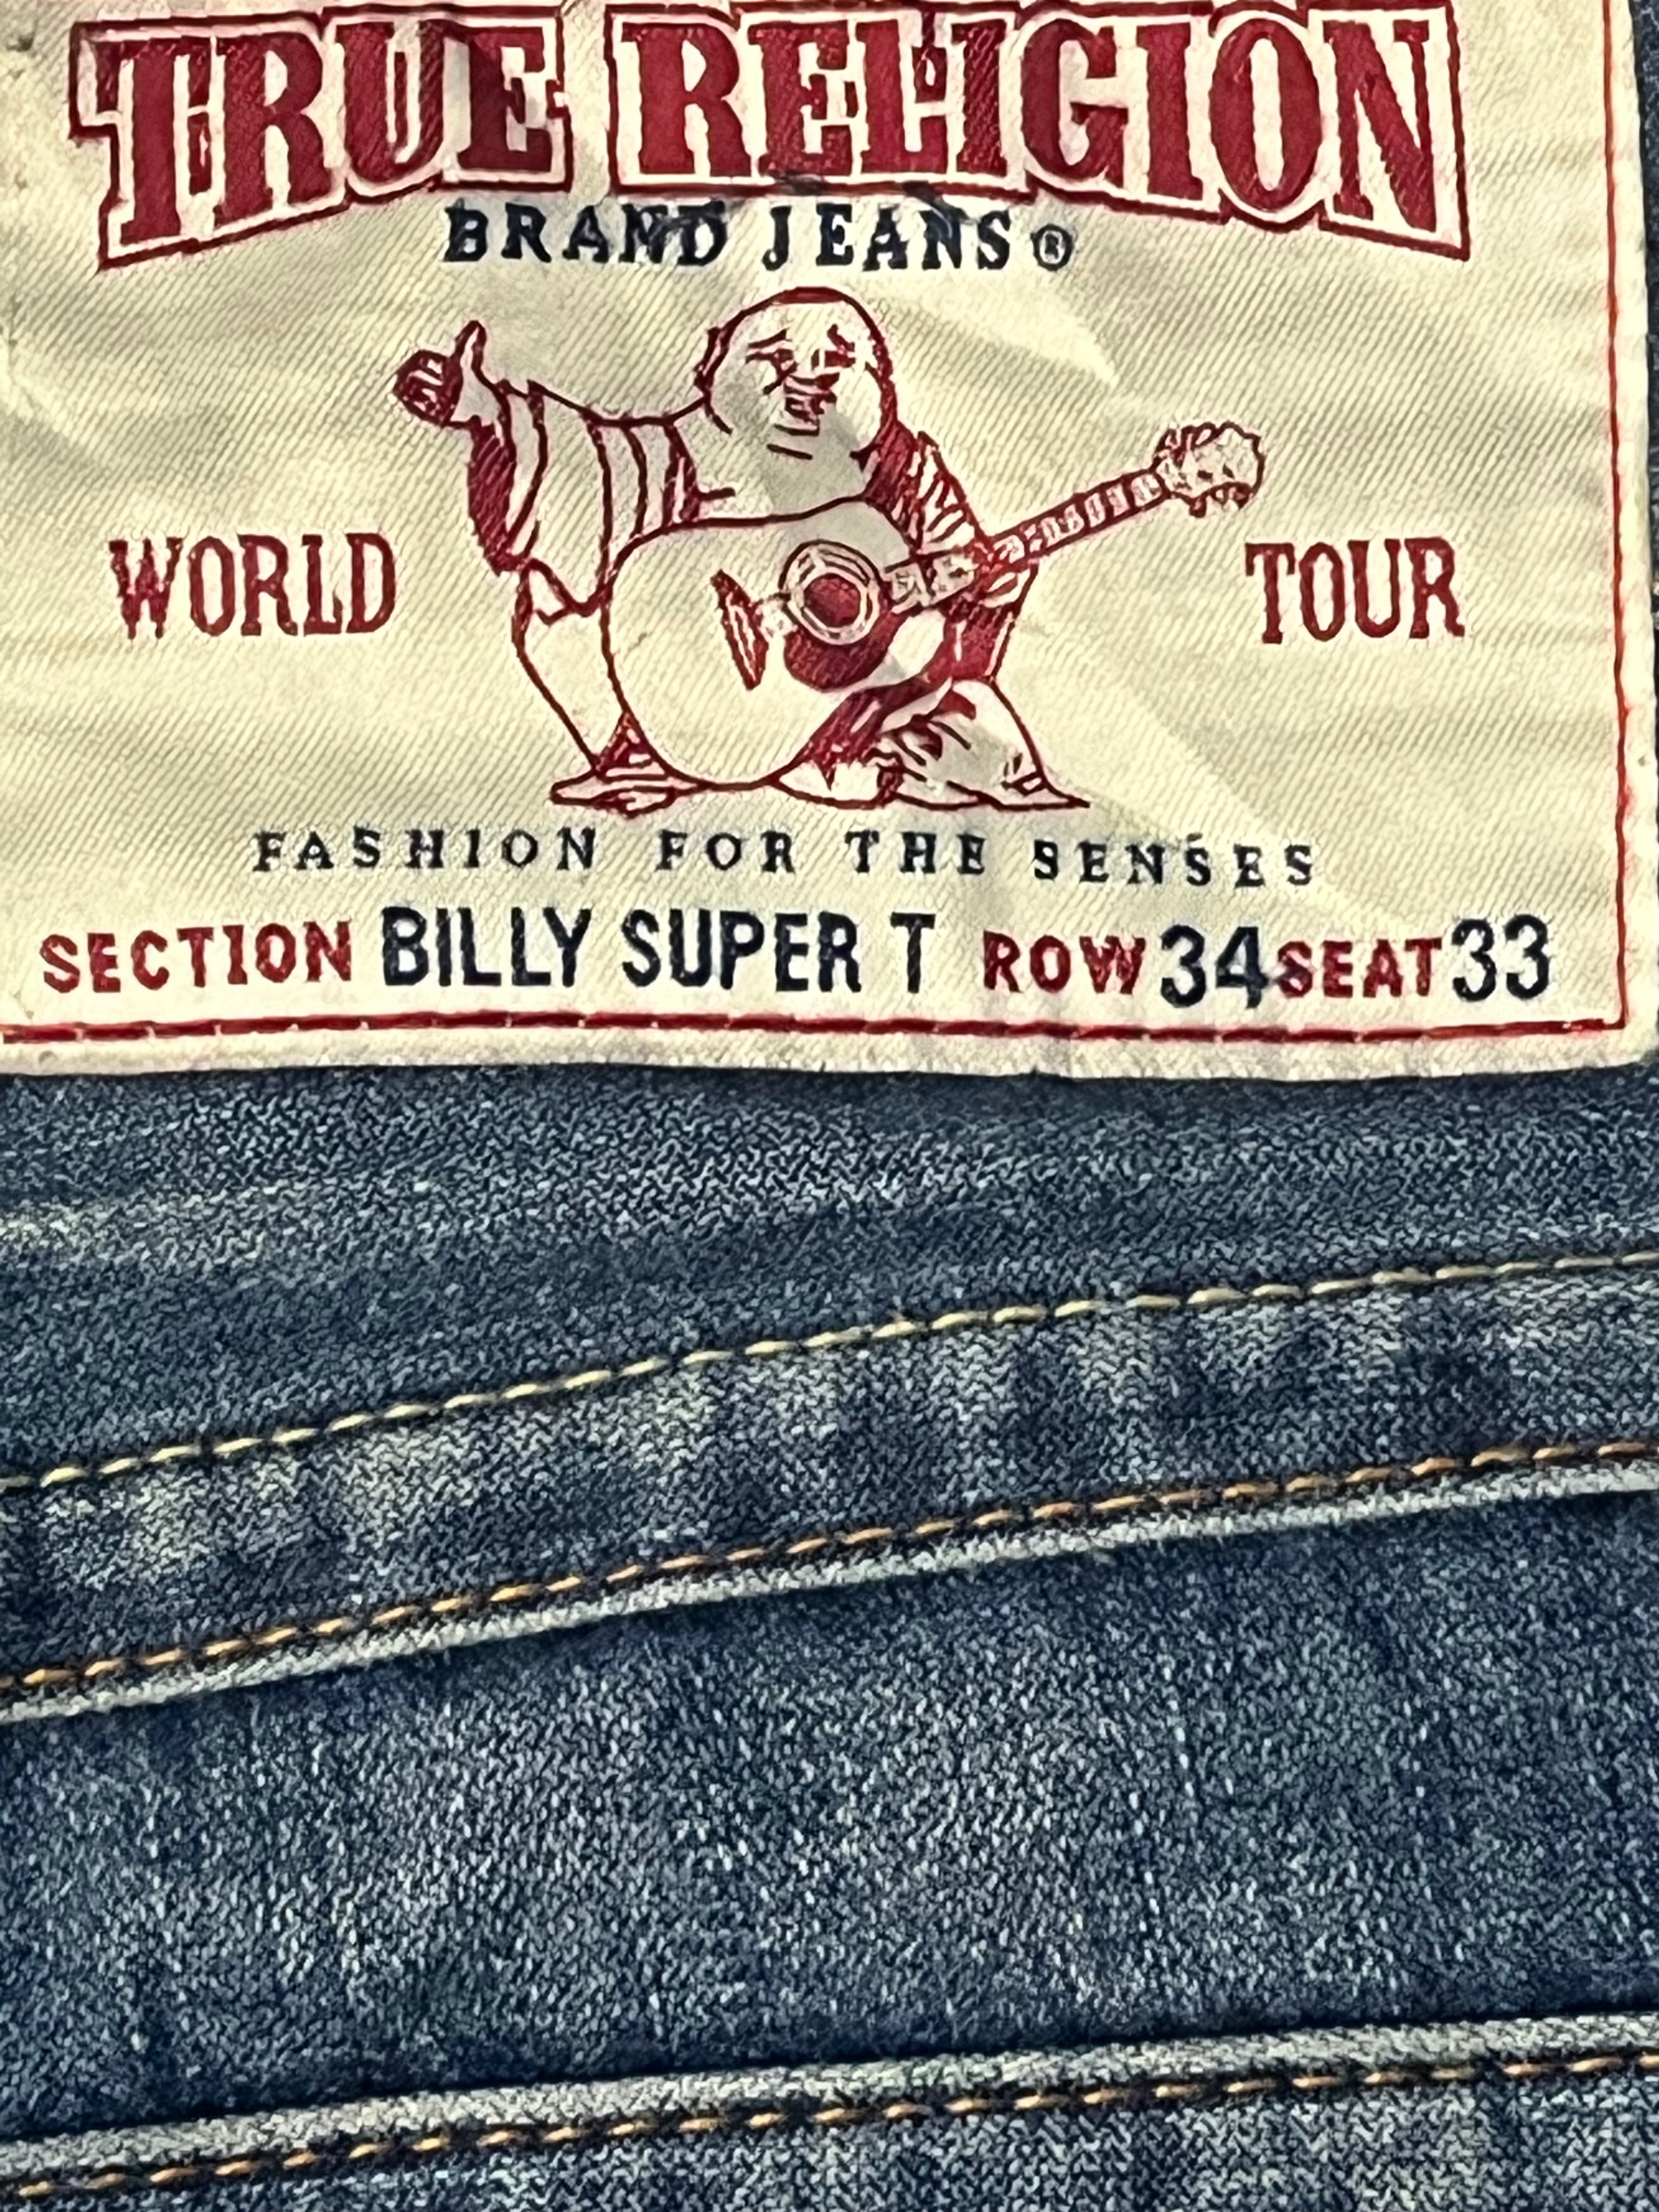 TRUE RELIGION
BRAND JEANS®
WORLD TOUR
FASHION FOR THE SENSES
SECTION BILLY SUPER T ROW 34 SEAT 33